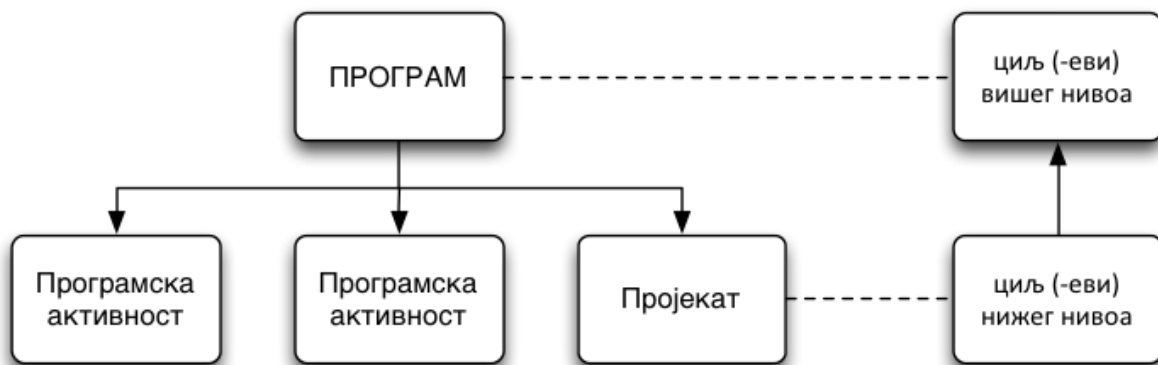 ПРОГРАМ
циљ (-еви)
вишег нивоа
Програмска
активност
Програмска
активност
Пројекат
циљ (-еви)
нижег нивоа